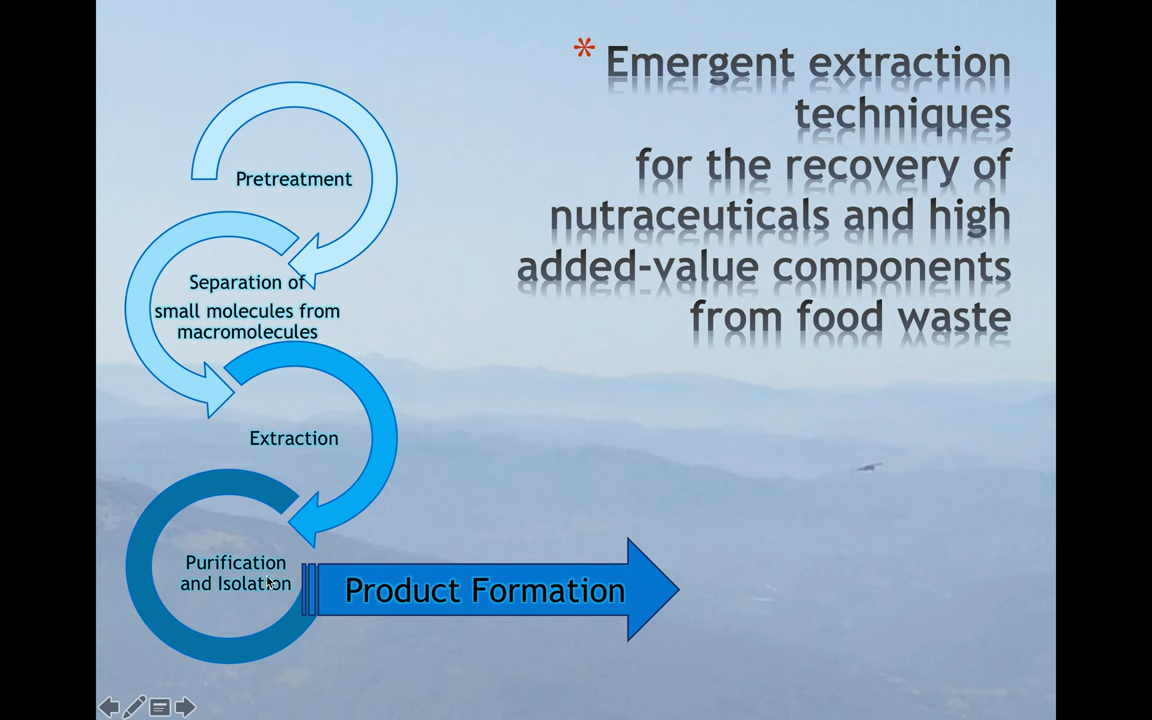 * Emergent extraction
techniques
for the recovery of
nutraceuticals and high
added-value components
from food waste
Pretreatment
Separation of
small molecules from
macromolecules
Extraction
Purification
and Isolation
Product Formation